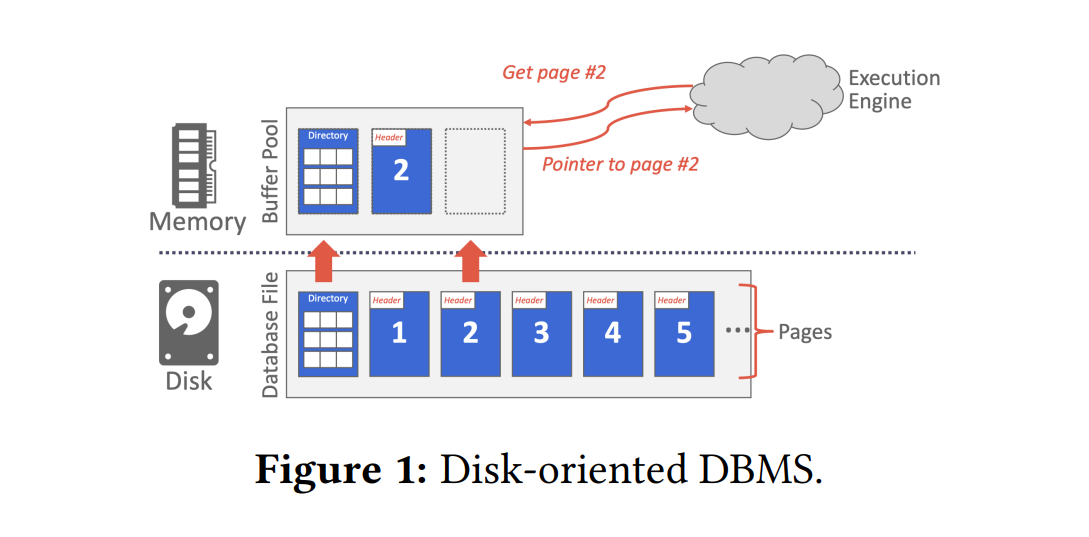 Get page #2
Execution
Engine
Pointer to page #2
Memory
Buffer Pool
Directory
Header
2
Disk
Database File
Directory
Header
1
Header
2
Header
3
Header
4
Header
5
...
Pages
Figure 1: Disk-oriented DBMS.